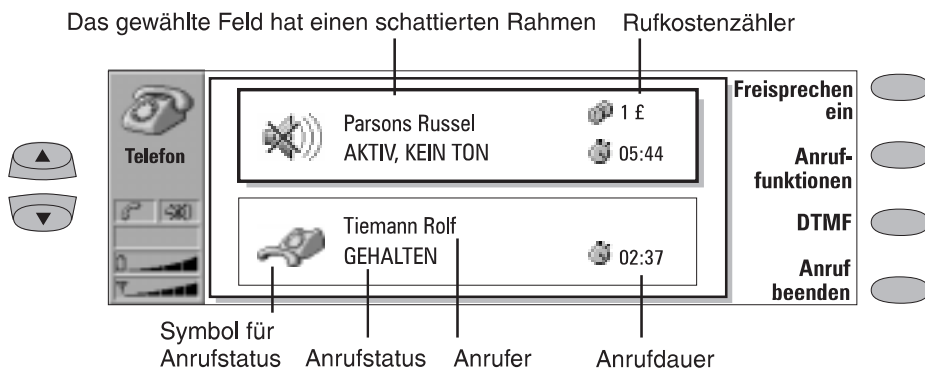 Das gewählte Feld hat einen schattierten Rahmen
Rufkostenzähler
Telefon
Parsons Russel
AKTIV, KEIN TON
1 £
05:44
Tiemann Rolf
GEHALTEN
02:37
Freisprechen
ein
Anruf-
funktionen
DTMF
Anruf
beenden
Symbol für
Anrufstatus
Anrufstatus
Anrufer
Anrufdauer